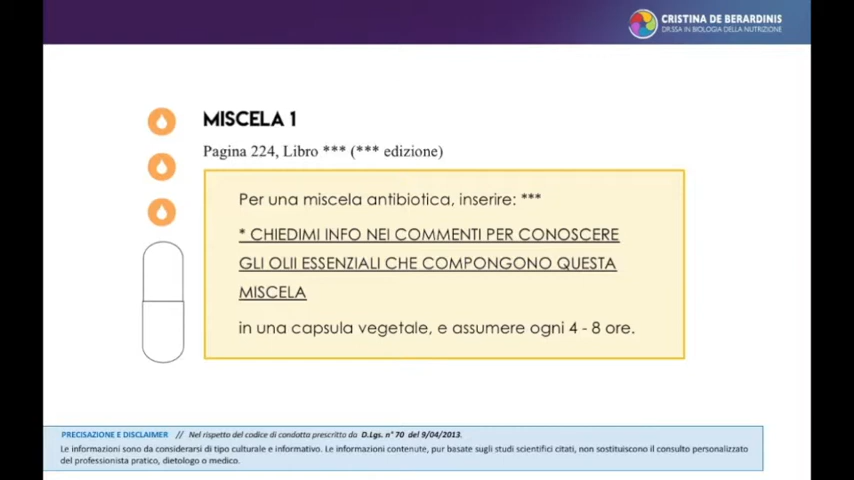 CRISTINA DE BERARDINIS
DR.SSA IN BIOLOGIA DELLA NUTRIZIONE
MISCELA 1
Pagina 224, Libro *** (*** edizione)
Per una miscela antibiotica, inserire: ***
* CHIEDIMI INFO NEI COMMENTI PER CONOSCERE
GLI OLII ESSENZIALI CHE COMPONGONO QUESTA
MISCELA
in una capsula vegetale, e assumere ogni 4 - 8 ore.
PRECISAZIONE E DISCLAIMER // Nel rispetto del codice di condotta prescritto da D.Lgs. n° 70 del 9/04/2013.
Le informazioni sono da considerarsi di tipo culturale e informativo. Le informazioni contenute, pur basate sugli studi scientifici citati, non sostituiscono il consulto personalizzato
del professionista pratico, dietologo o medico.